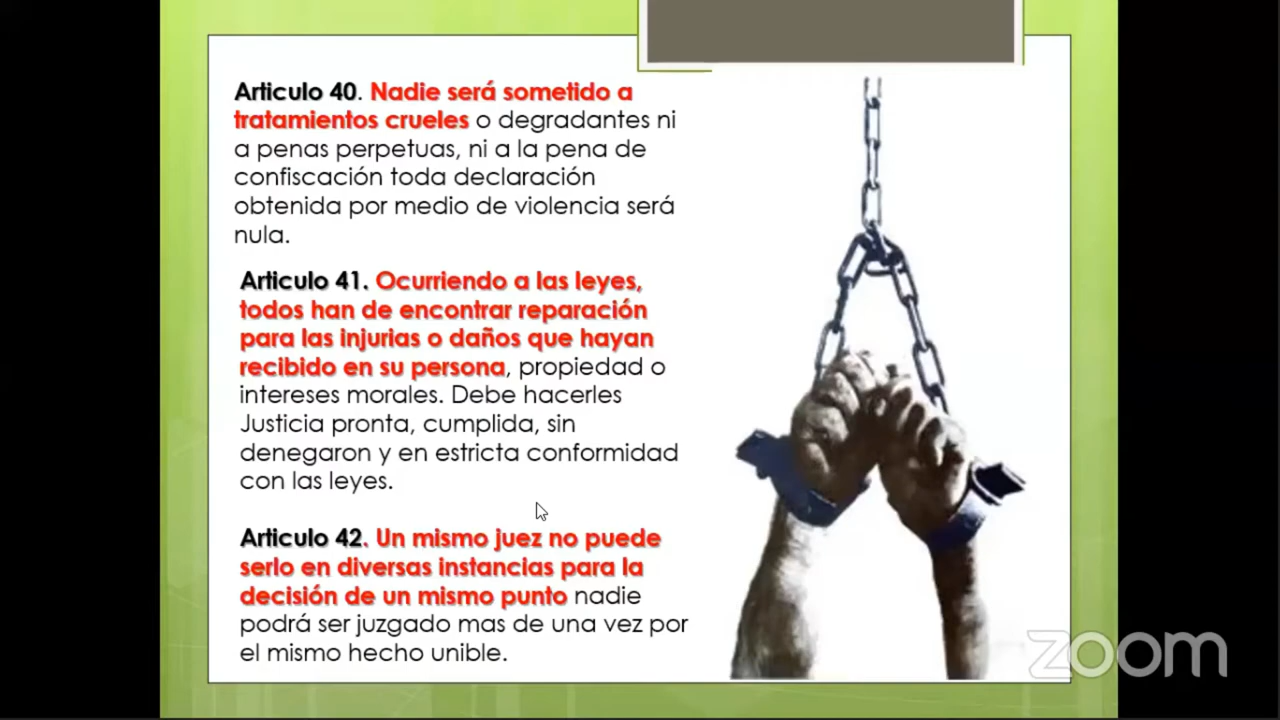 Articulo 40. Nadie será sometido a
tratamientos crueles o degradantes ni
a penas perpetuas, ni a la pena de
confiscación toda declaración
obtenida por medio de violencia será
nula.
Articulo 41. Ocurriendo a las leyes,
todos han de encontrar reparación
para las injurias o daños que hayan
recibido en su persona, propiedad o
intereses morales. Debe hacerles
Justicia pronta, cumplida, sin
denegaron y en estricta conformidad
con las leyes.
Articulo 42. Un mismo juez no puede
serlo en diversas instancias para la
decisión de un mismo punto nadie
podrá ser juzgado mas de una vez por
el mismo hecho unible.
zoom